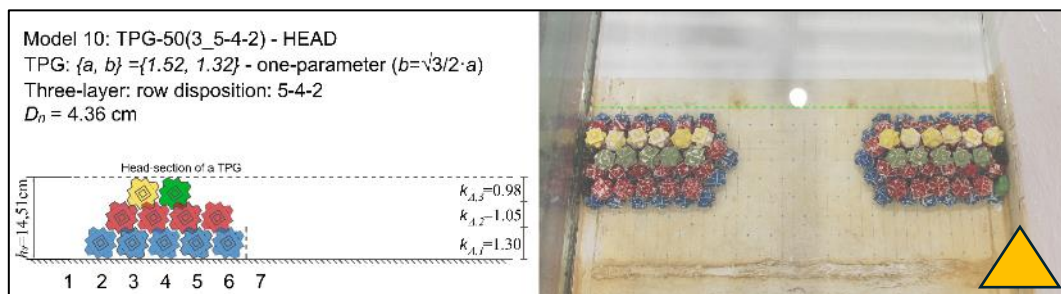 Model 10: TPG-50(3_5-4-2) - HEAD
TPG: {a, b} ={1.52, 1.32} - one-parameter (b=√3/2·a)
Three-layer: row disposition: 5-4-2
Dn = 4.36 cm
Head-section of a TPG
hv=14,51cm
kΔ,3=0.98
kΔ,2=1.05
kΔ,1=1.30
1 2 3 4 5 6 7